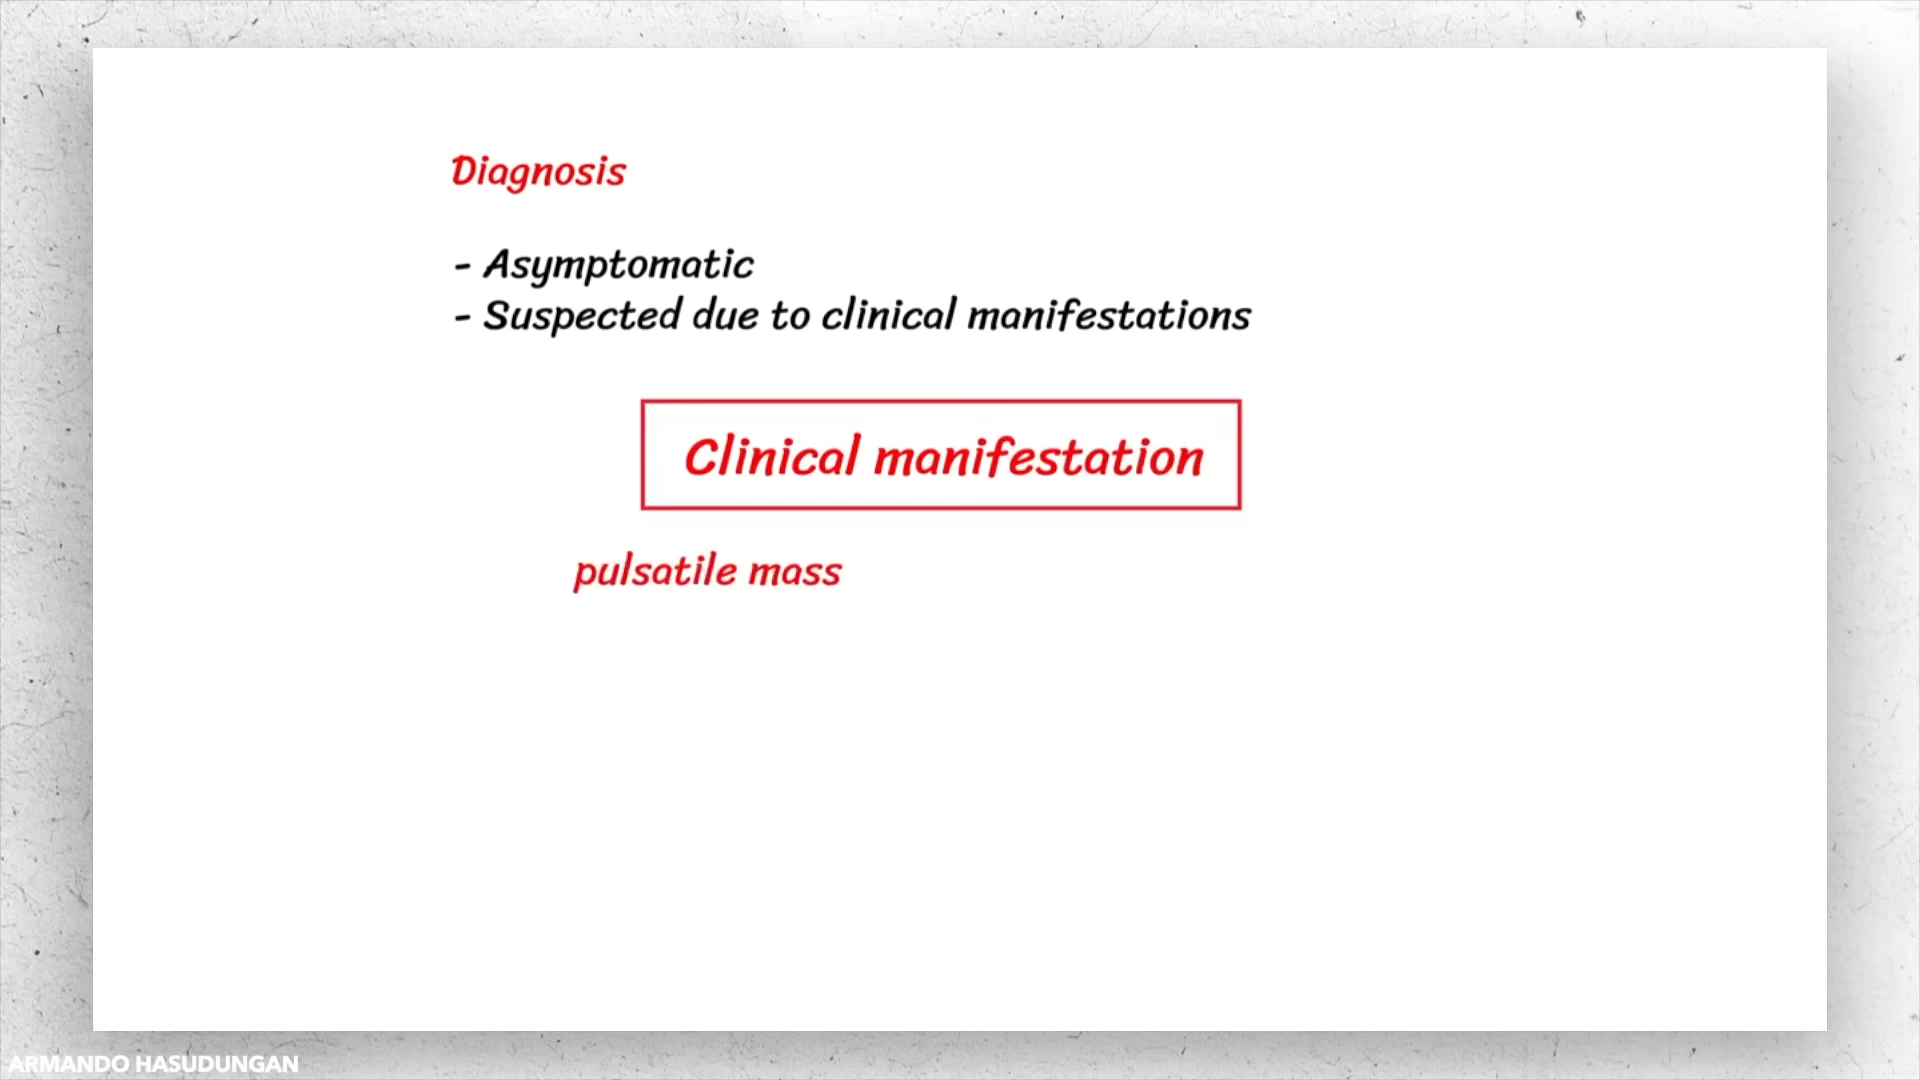 Diagnosis
- Asymptomatic
- Suspected due to clinical manifestations
Clinical manifestation
pulsatile mass
ARMANDO HASUDUNGAN